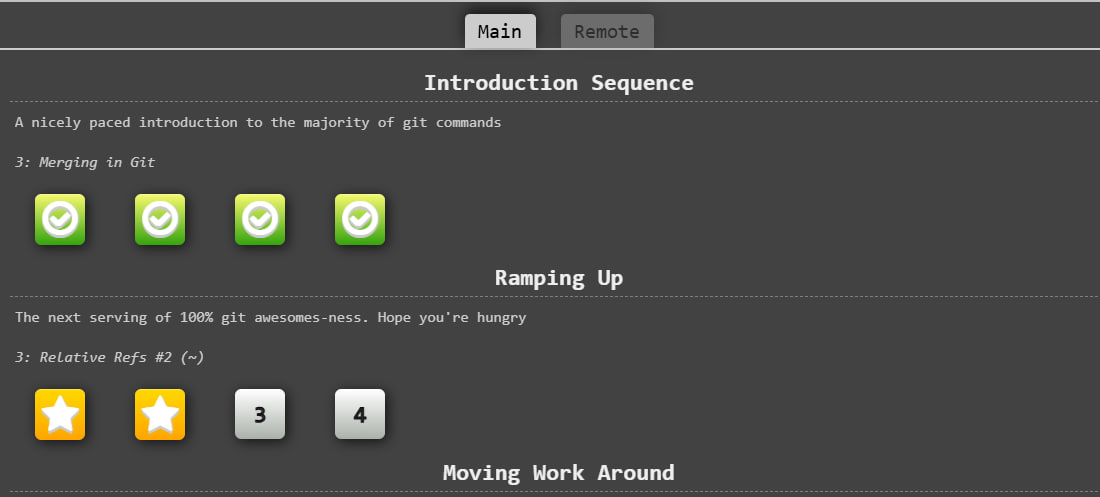 Main Remote
Introduction Sequence
A nicely paced introduction to the majority of git commands
3: Merging in Git
Ramping Up
The next serving of 100% git awesomes-ness. Hope you're hungry
3: Relative Refs #2 (~)
3 4
Moving Work Around